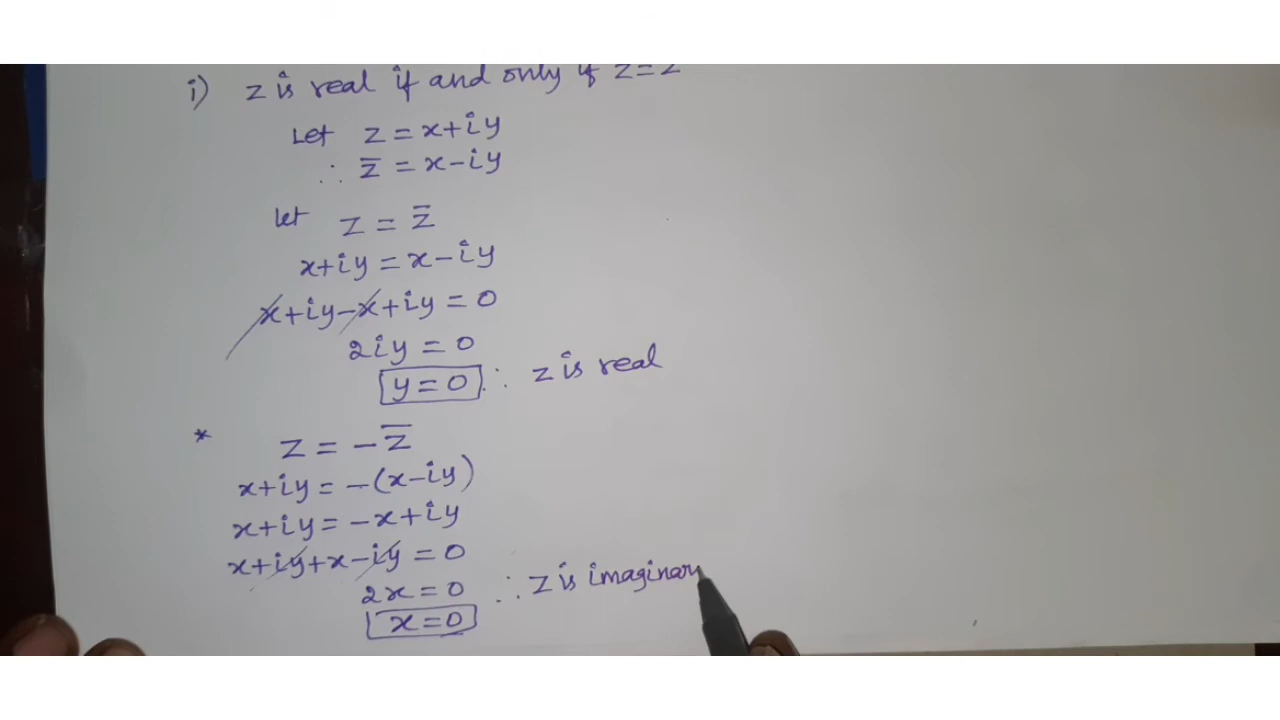 i) z is real if and only if z = z̅
Let z = x+iy
∴ z̅ = x-iy
let z = z̅
x+iy = x-iy
x+iy-x+iy = 0
2iy = 0
y=0 ∴ z is real
* z = -z̅
x+iy = -(x-iy)
x+iy = -x+iy
x+iy+x-iy = 0
2x = 0 ∴ z is imaginary
x=0